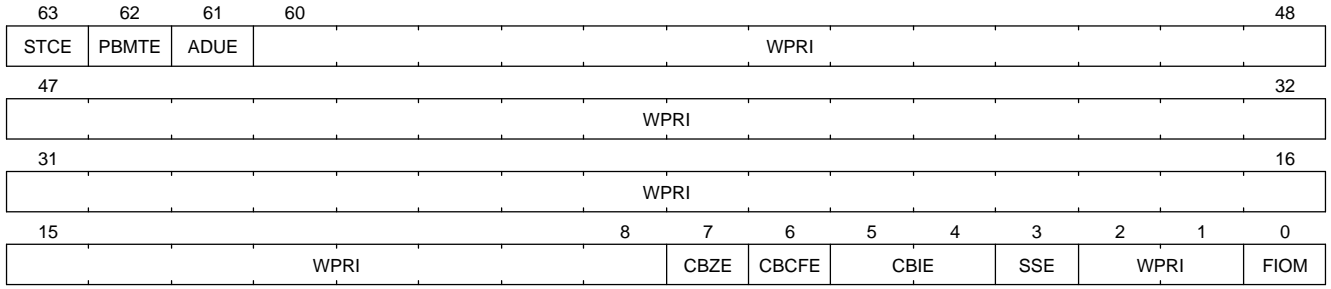 63 62 61 60 48
STCE PBMTE ADUE WPRI
47 32
WPRI
31 16
WPRI
15 8 7 6 5 4 3 2 1 0
WPRI CBZE CBCFE CBIE SSE WPRI FIOM